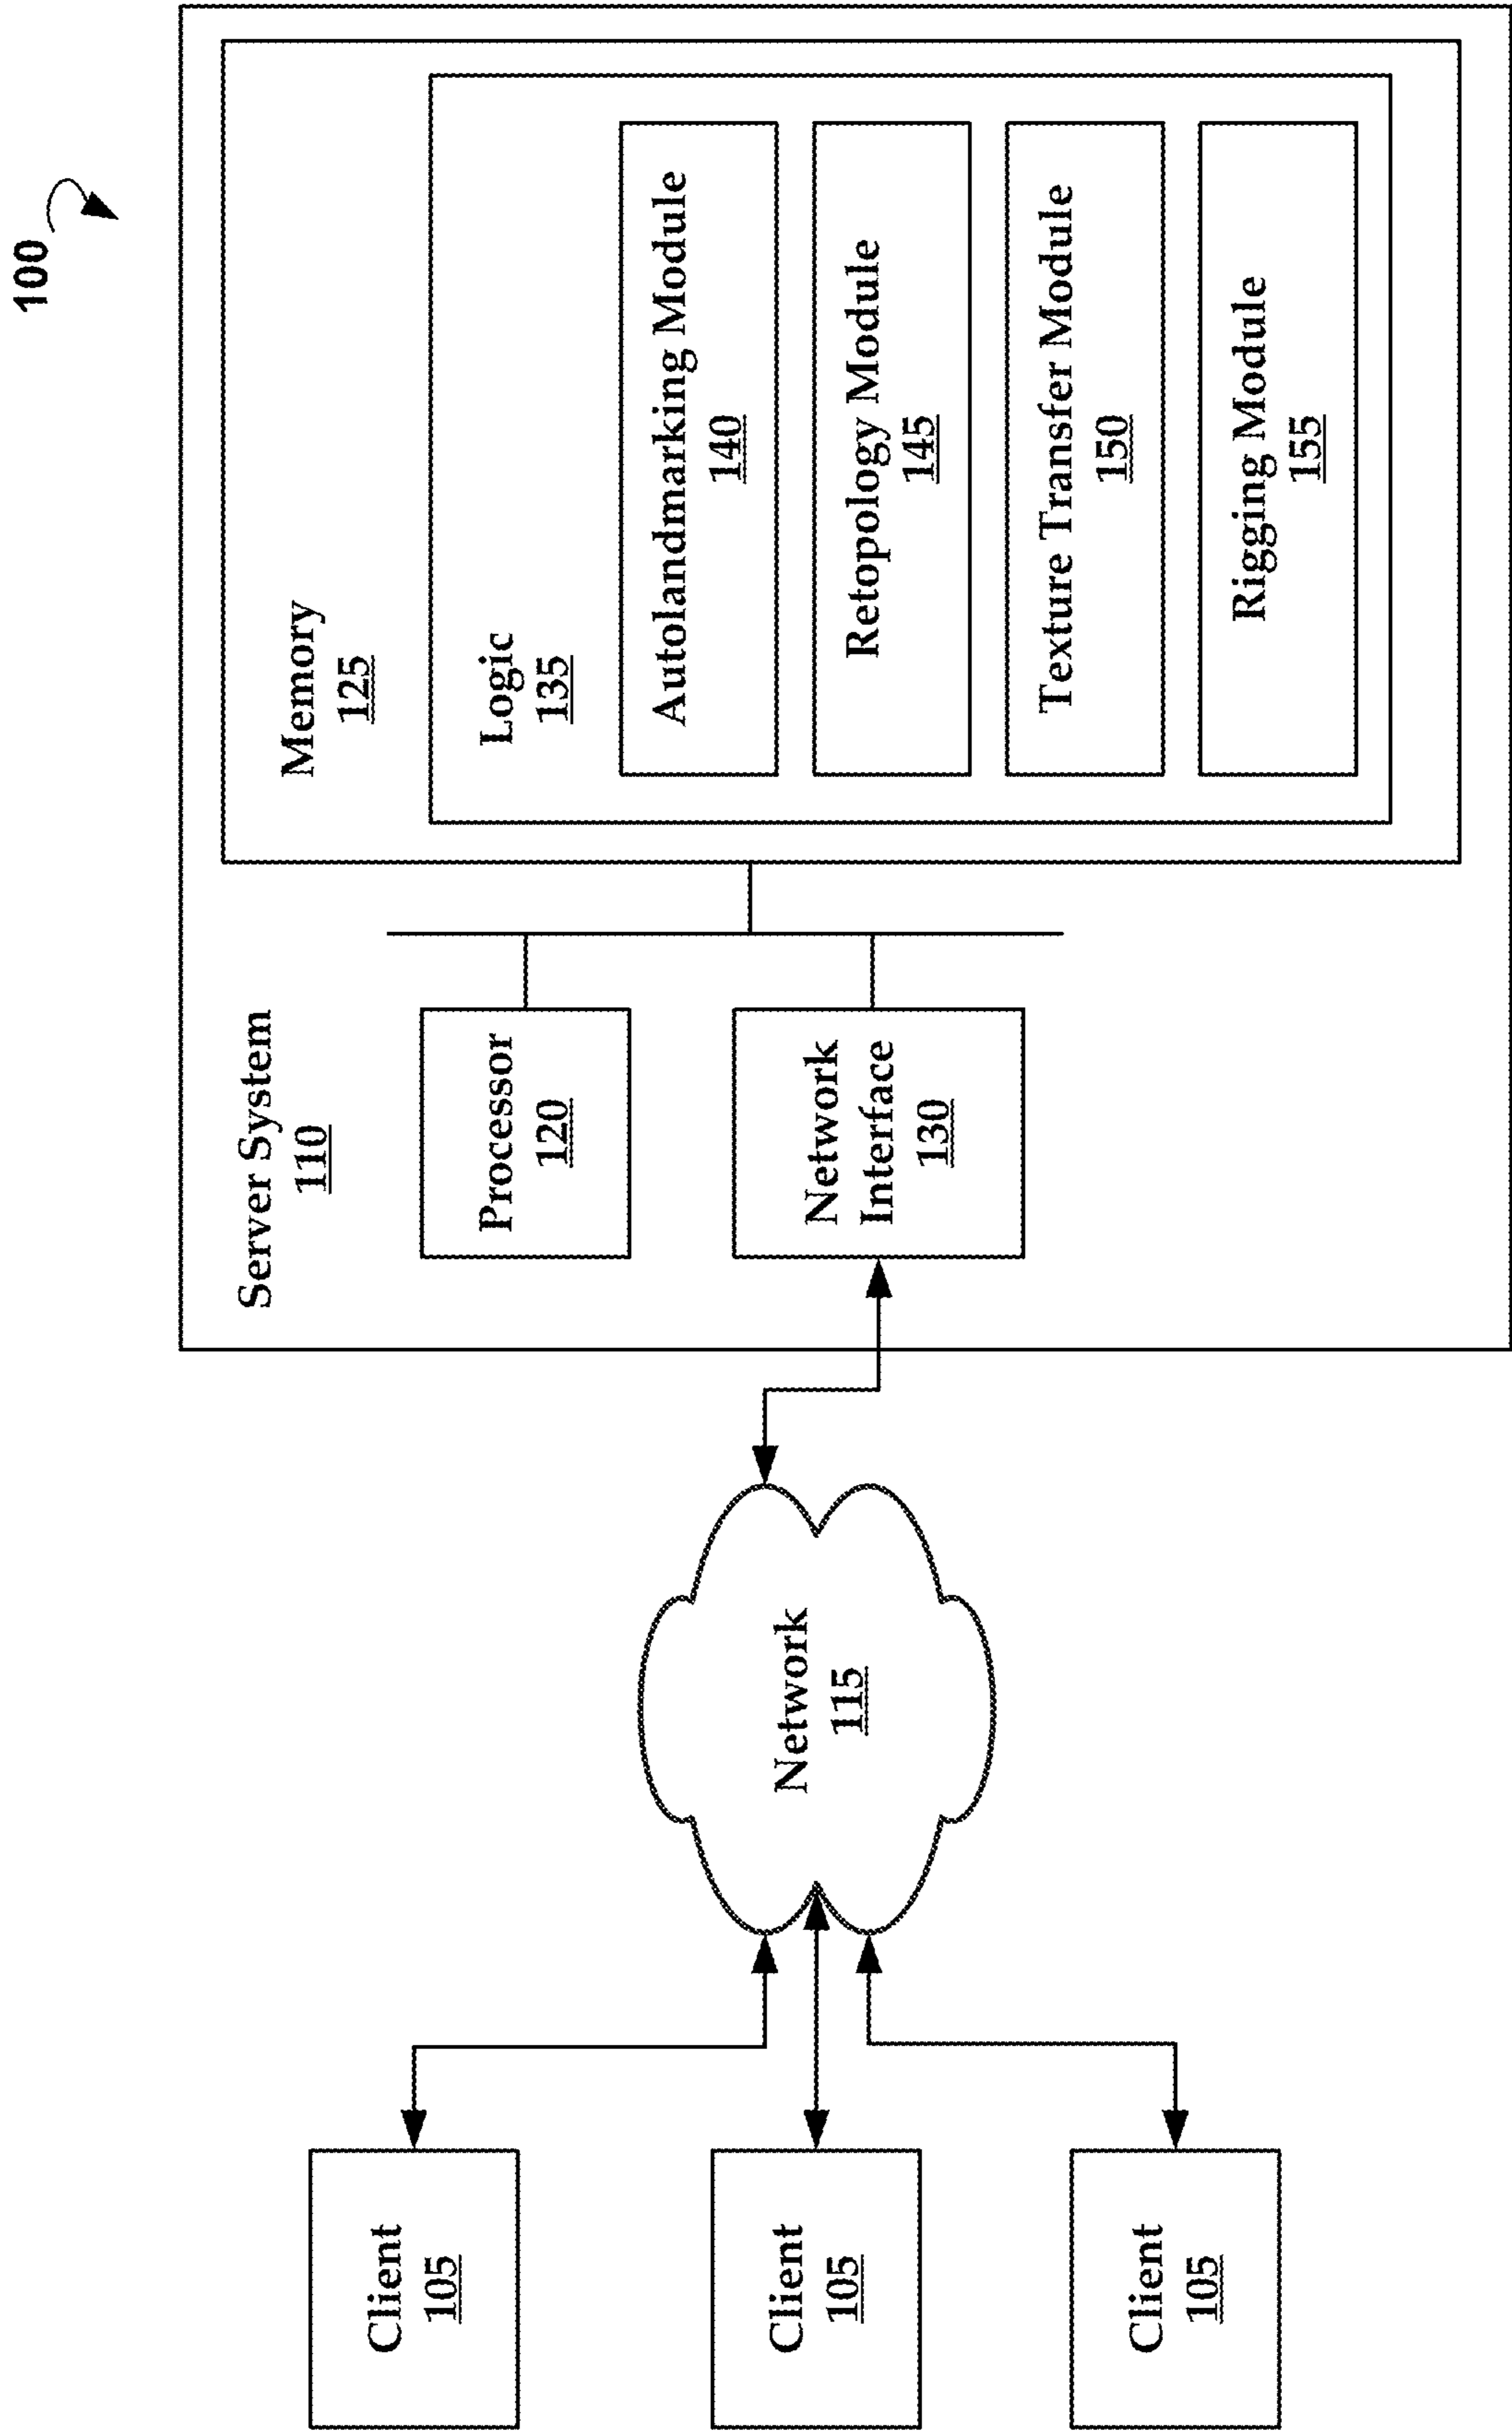 100
Server System
110
Memory
125
Logic
135
Autolandmarking Module
140
Retopology Module
145
Texture Transfer Module
150
Rigging Module
155
Processor
120
Network
Interface
130
Network
115
Client
105
Client
105
Client
105